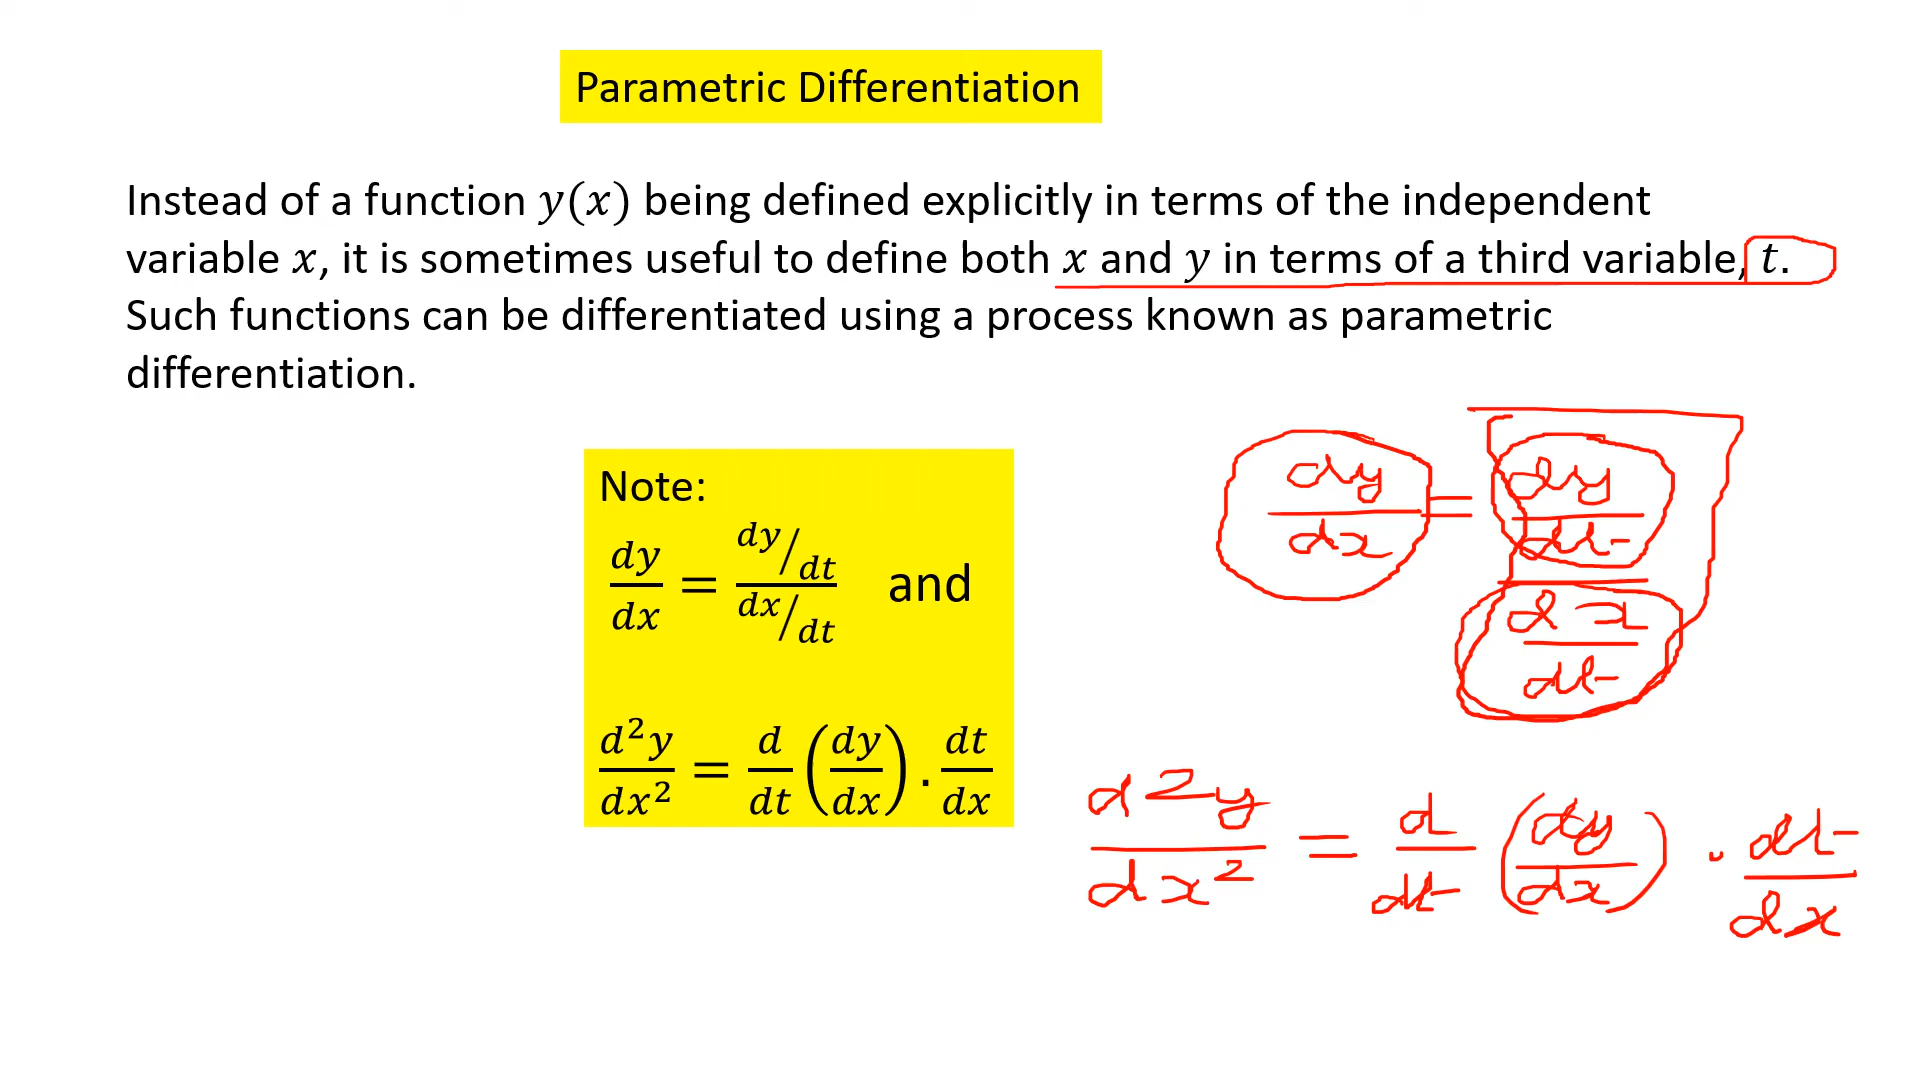 Parametric Differentiation
Instead of a function y(x) being defined explicitly in terms of the independent
variable x, it is sometimes useful to define both x and y in terms of a third variable, t.
Such functions can be differentiated using a process known as parametric
differentiation.
Note:
dy/dx = (dy/dt)/(dx/dt) and
d²y/dx² = d/dt (dy/dx) . dt/dx
dy/dx = (dy/dt)/(dx/dt)
d²y/dx² = d/dt (dy/dx) . dt/dx